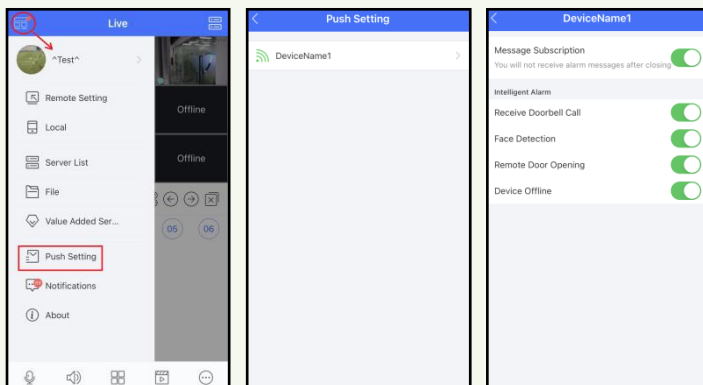 Live
^Test^
Remote Setting
Offline
Local
Server List
Offline
File
Value Added Ser...
05
06
Push Setting
Notifications
About
Push Setting
DeviceName1
DeviceName1
Message Subscription
You will not receive alarm messages after closing
Intelligent Alarm
Receive Doorbell Call
Face Detection
Remote Door Opening
Device Offline